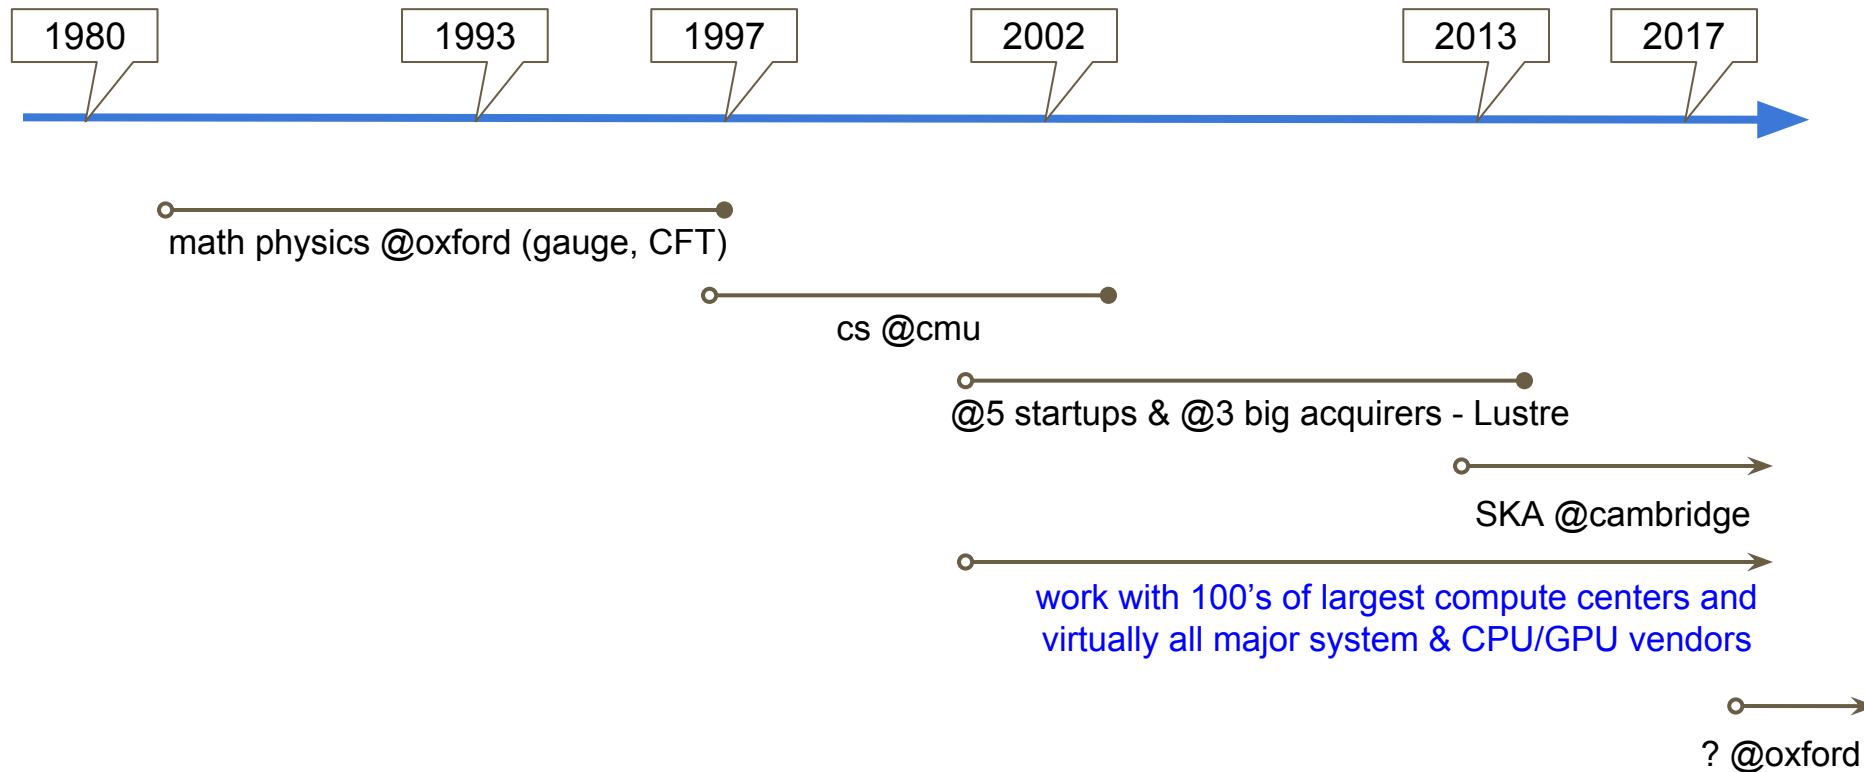 1980
1993
1997
2002
2013
2017
math physics @oxford (gauge, CFT)
cs @cmu
@5 startups & @3 big acquirers - Lustre
SKA @cambridge
work with 100’s of largest compute centers and
virtually all major system & CPU/GPU vendors
? @oxford